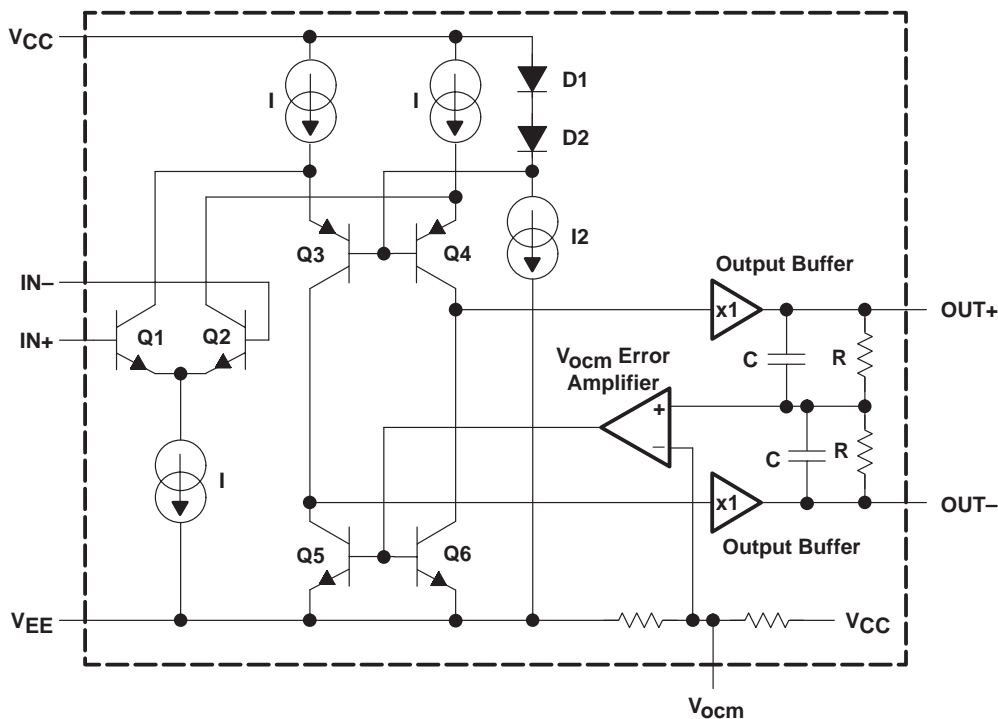 VCC
I
I
D1
D2
Q3
Q4
I2
IN–
IN+
Q1
Q2
Output Buffer
x1
OUT+
Vocm Error
Amplifier
C
R
+
–
C
R
I
x1
OUT–
Output Buffer
Q5
Q6
VEE
VCC
Vocm